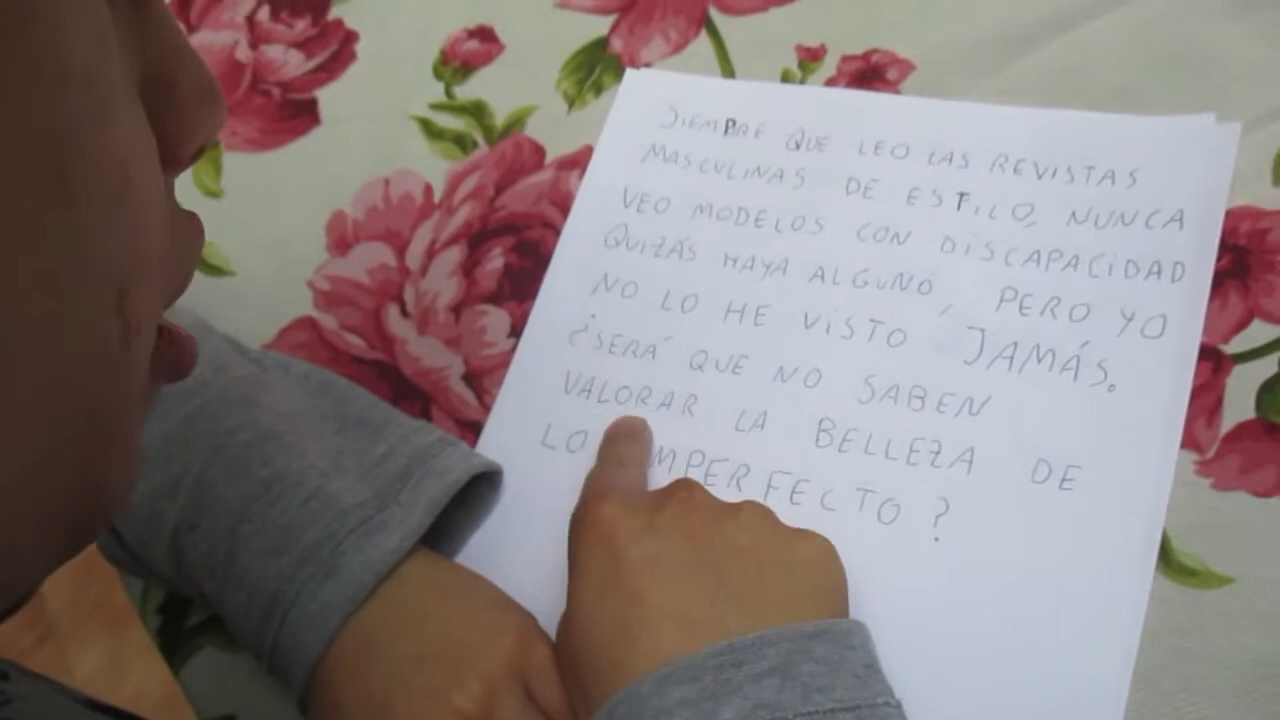 SIEMPRE QUE LEO LAS REVISTAS
MASCULINAS DE ESTILO, NUNCA
VEO MODELOS CON DISCAPACIDAD
QUIZÁS HAYA ALGUNO, PERO YO
NO LO HE VISTO JAMÁS.
¿SERÁ QUE NO SABEN
VALORAR LA BELLEZA DE
LO IMPERFECTO?